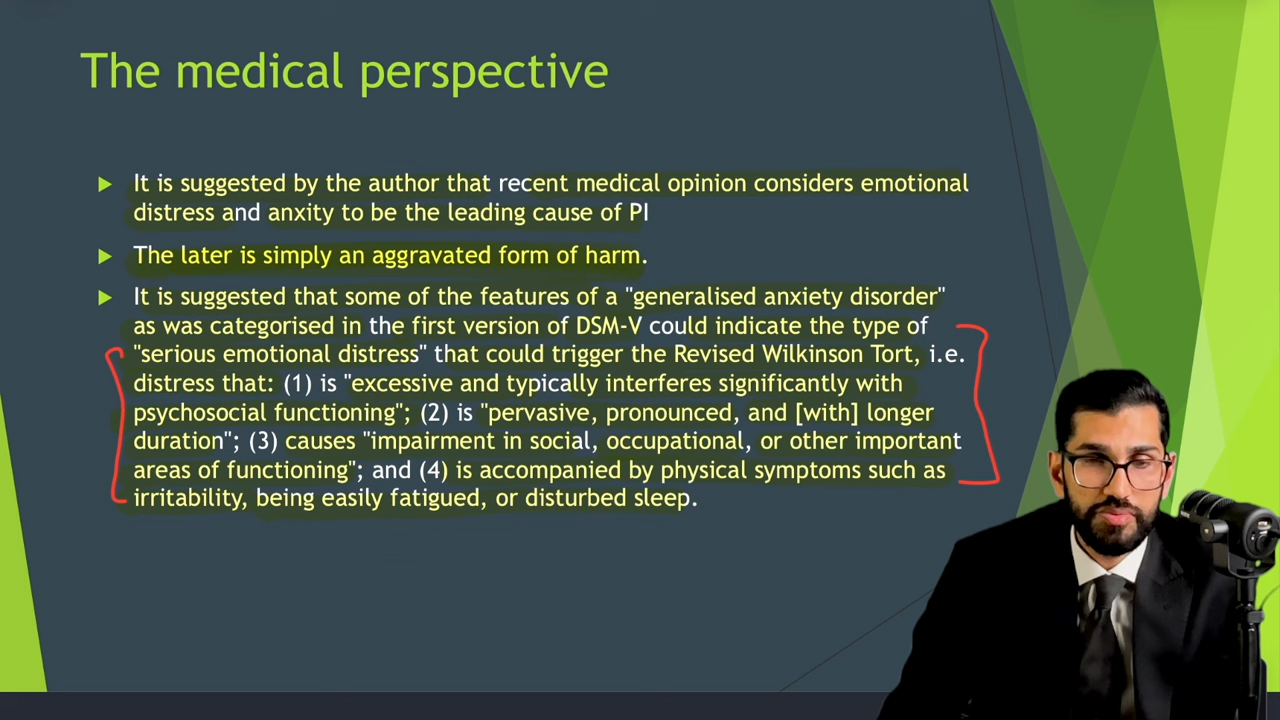 The medical perspective
It is suggested by the author that recent medical opinion considers emotional
distress and anxity to be the leading cause of PI
The later is simply an aggravated form of harm.
It is suggested that some of the features of a "generalised anxiety disorder"
as was categorised in the first version of DSM-V could indicate the type of
"serious emotional distress" that could trigger the Revised Wilkinson Tort, i.e.
distress that: (1) is "excessive and typically interferes significantly with
psychosocial functioning"; (2) is "pervasive, pronounced, and [with] longer
duration"; (3) causes "impairment in social, occupational, or other important
areas of functioning"; and (4) is accompanied by physical symptoms such as
irritability, being easily fatigued, or disturbed sleep.